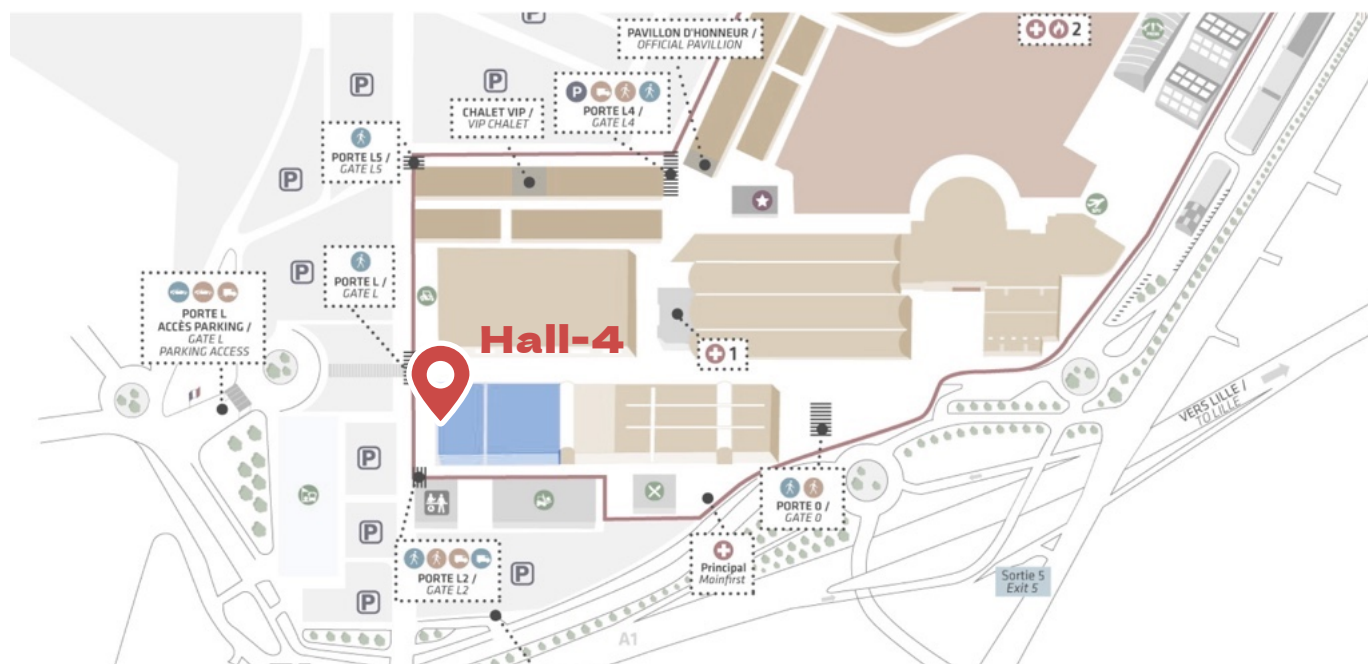 P
PAVILLON D'HONNEUR /
OFFICIAL PAVILLION
2
P
P
CHALET VIP /
VIP CHALET
P
PORTE L4 /
GATE L4
PORTE L5 /
GATE L5
P
P
PORTE L /
GATE L
PORTE L
ACCÈS PARKING /
GATE L
PARKING ACCESS
Hall-4
1
VERS LILLE /
TO LILLE
P
PORTE 0 /
GATE 0
P
Principal
Mainfirst
PORTE L2 /
GATE L2
P
Sortie 5
Exit 5
P
A1